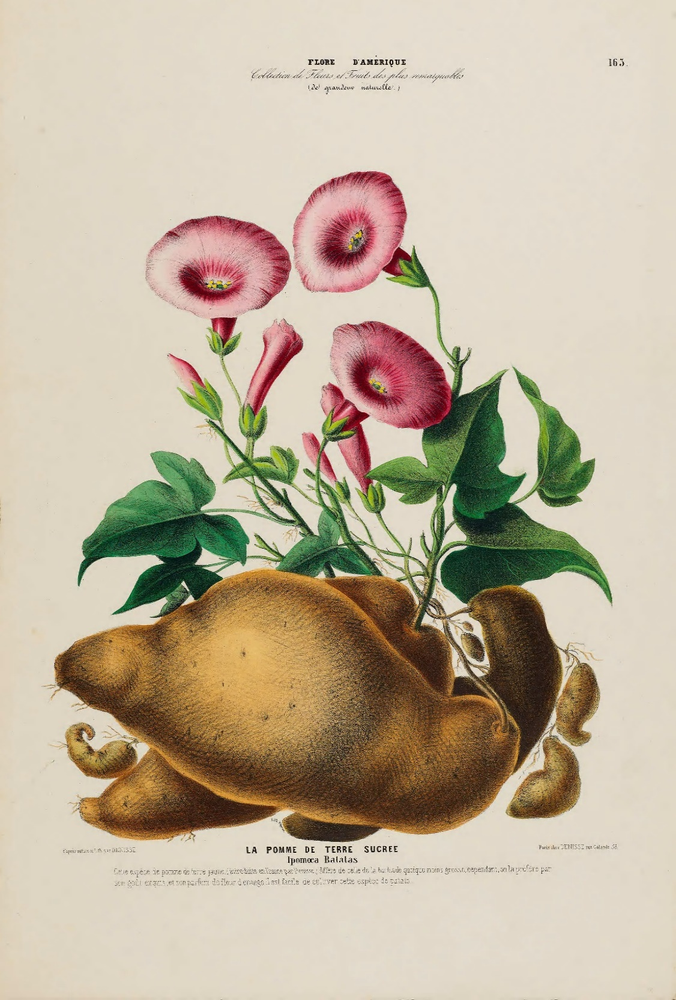 FLORE D'AMÉRIQUE
163.
Collection de Fleurs et Fruits des plus remarquables
(de grandeur naturelle.)
d'après nature et Lith. par DENISSE
Paris chez DENISSE rue Galande 58.
LA POMME DE TERRE SUCREE
Ipomœa Batatas
Cette espèce de pomme de terre jaune, (introduite en France par Denisse,) diffère de celle de la quoique moins grosse, cependant, on la préfère par
son goût exquis, et son parfum de fleur d'orange il est facile de cultiver cette espèce de patate.